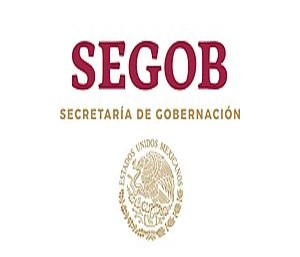 SEGOB
SECRETARÍA DE GOBERNACIÓN
ESTADOS UNIDOS MEXICANOS